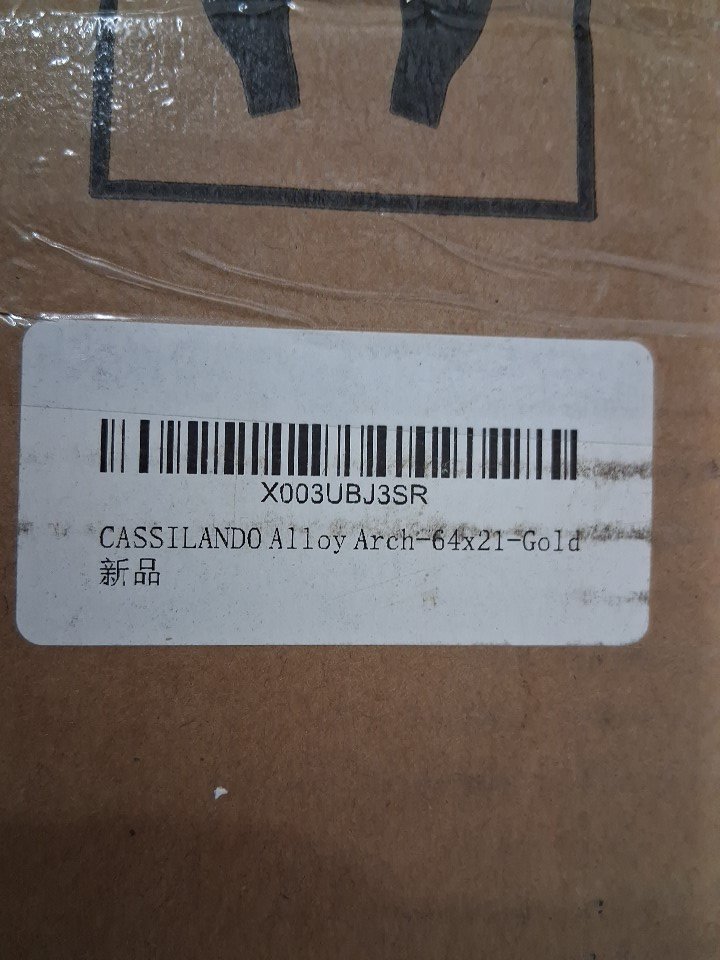 X003UBJ3SR
CASSILANDO Alloy Arch-64x21-Gold
新品